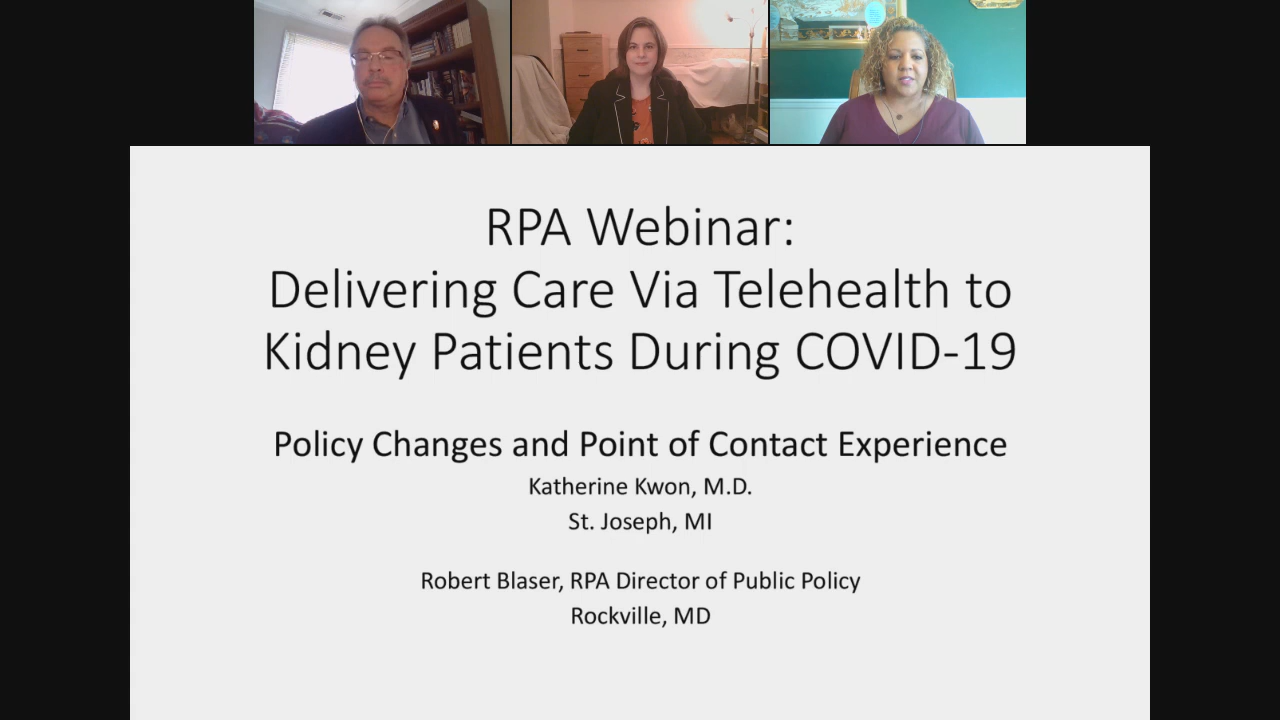 RPA Webinar:
Delivering Care Via Telehealth to
Kidney Patients During COVID-19
Policy Changes and Point of Contact Experience
Katherine Kwon, M.D.
St. Joseph, MI
Robert Blaser, RPA Director of Public Policy
Rockville, MD